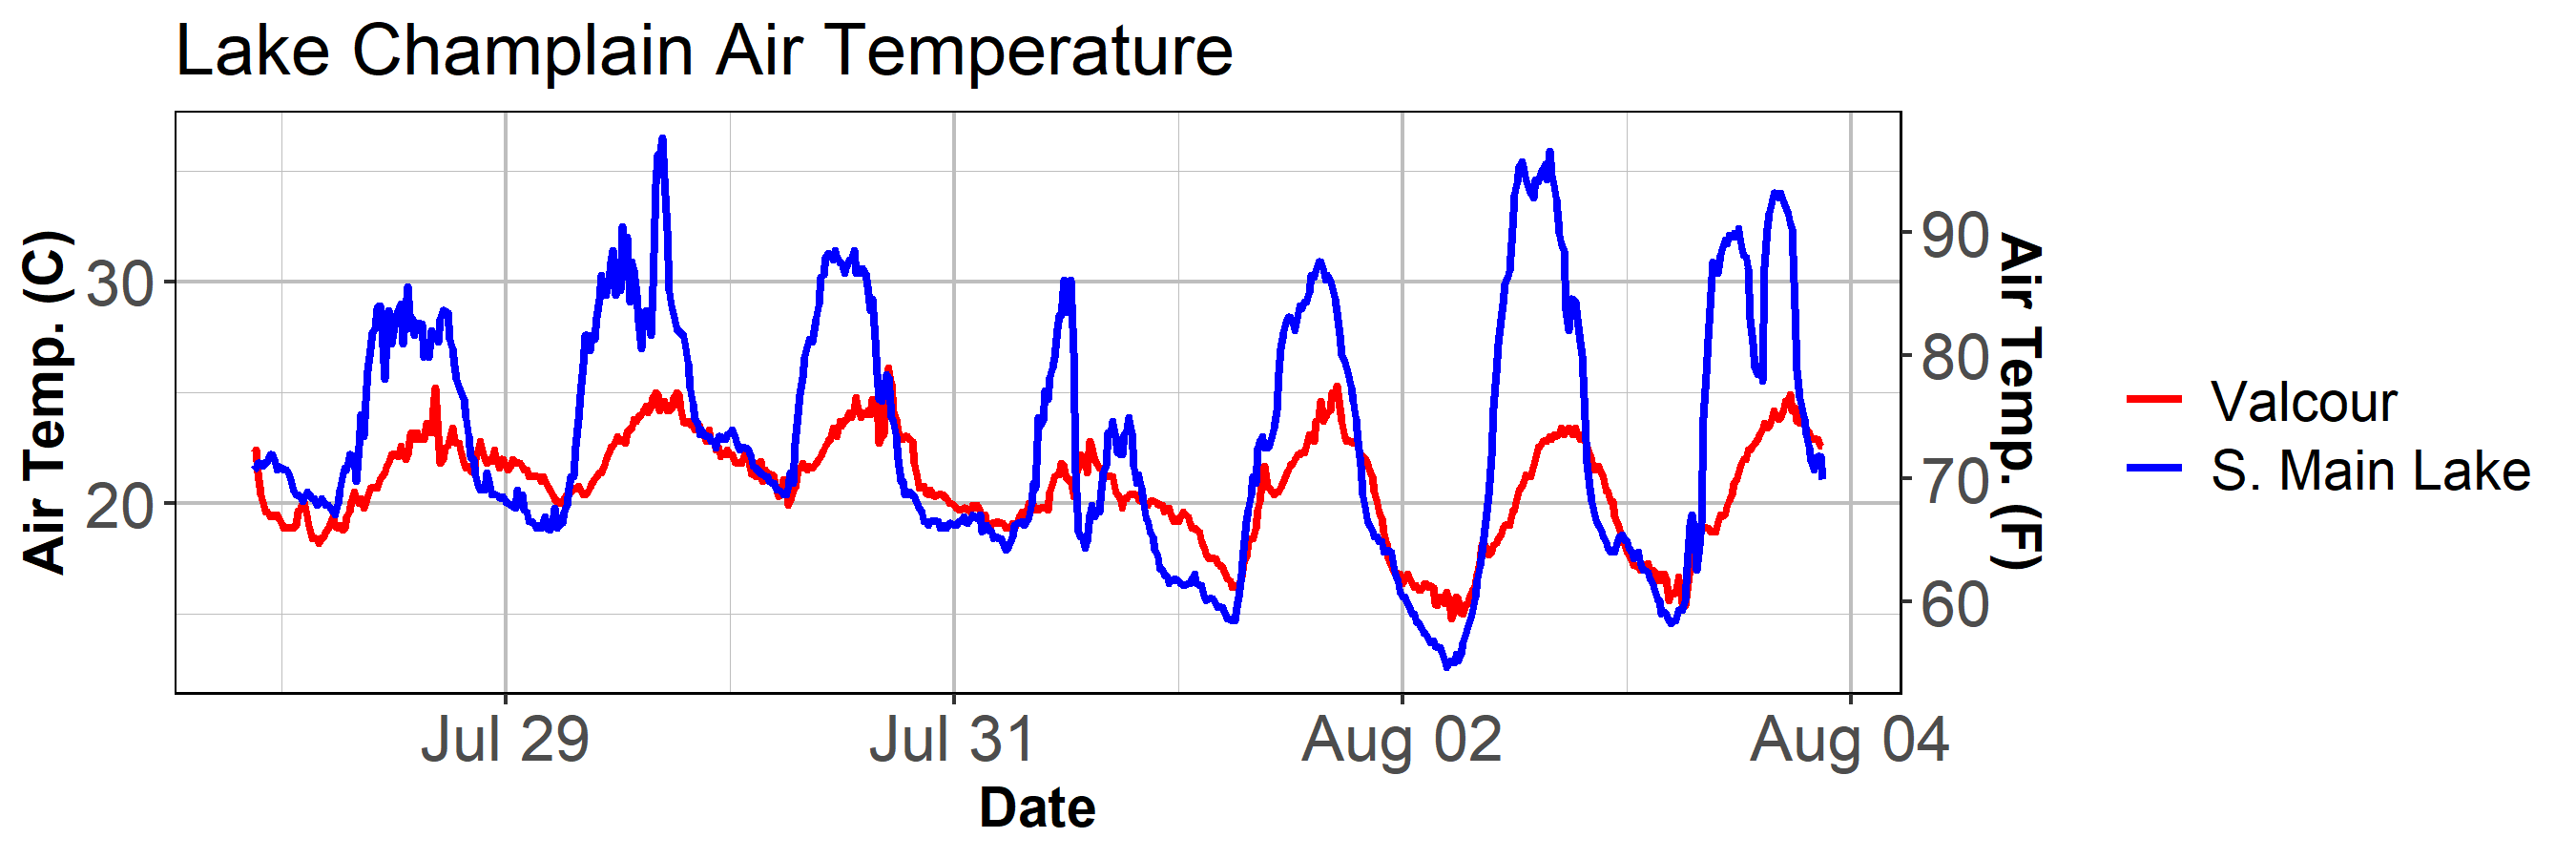 Lake Champlain Air Temperature
Air Temp. (C)
30
20
90
80
70
60
Air Temp. (F)
Valcour
S. Main Lake
Jul 29
Jul 31
Aug 02
Aug 04
Date